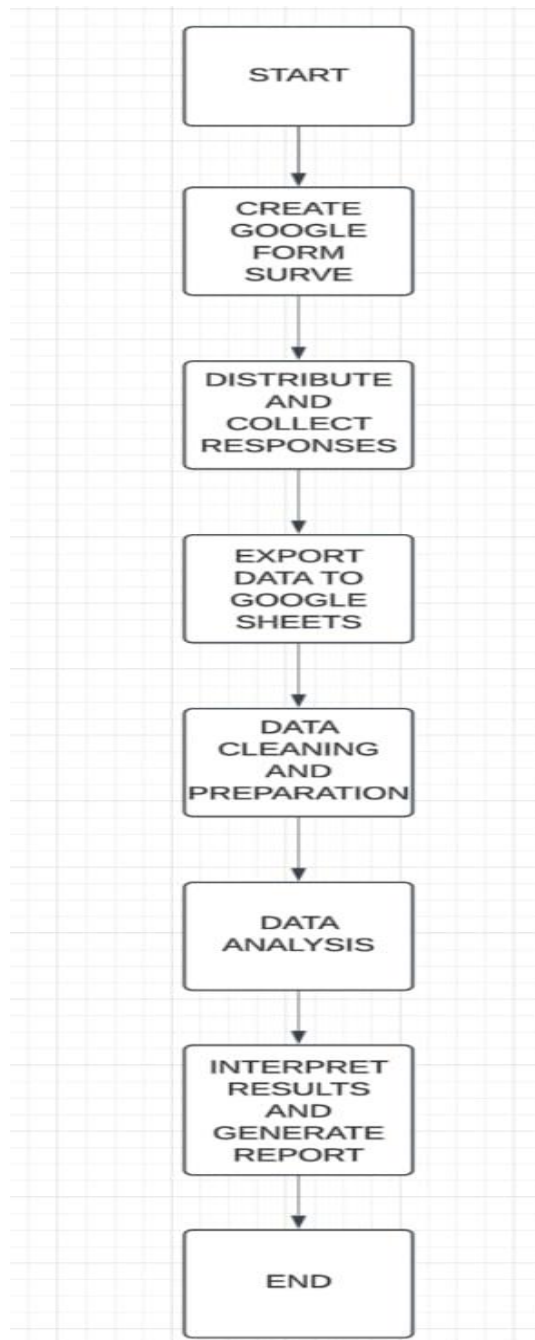 START
CREATE
GOOGLE
FORM
SURVE
DISTRIBUTE
AND
COLLECT
RESPONSES
EXPORT
DATA TO
GOOGLE
SHEETS
DATA
CLEANING
AND
PREPARATION
DATA
ANALYSIS
INTERPRET
RESULTS
AND
GENERATE
REPORT
END